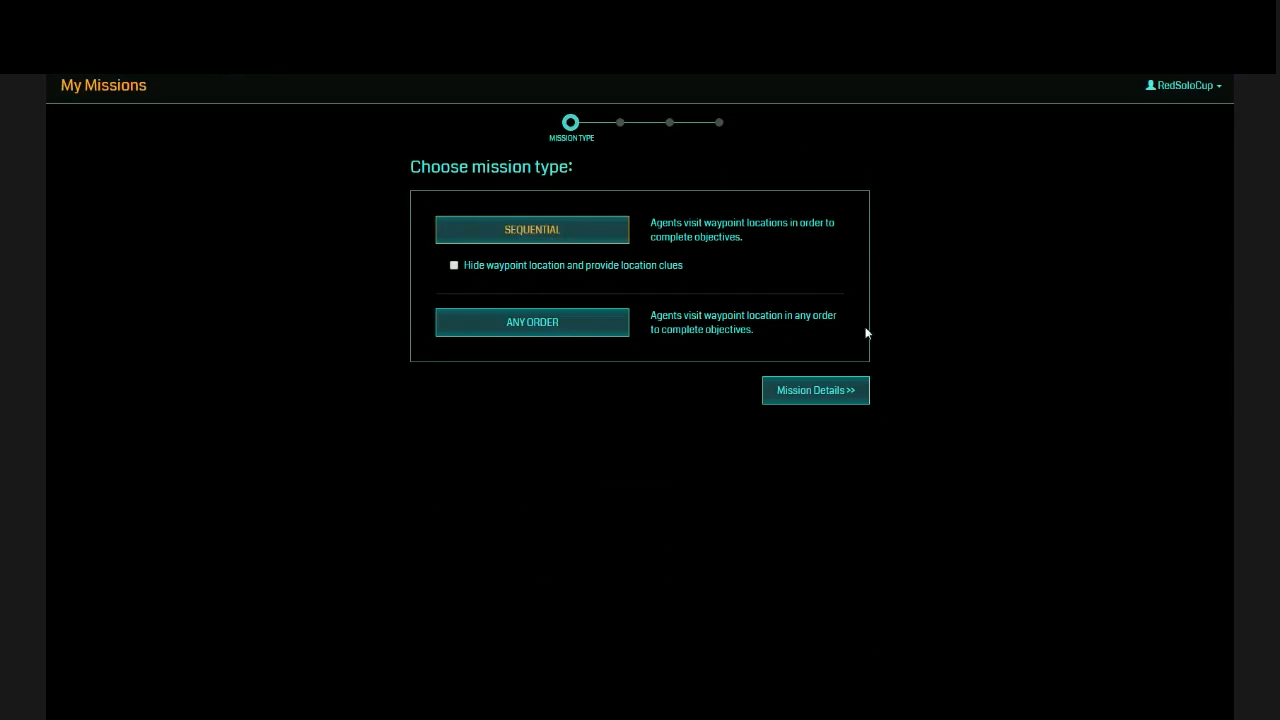 My Missions
RedSoloCup
MISSION TYPE
Choose mission type:
SEQUENTIAL
Agents visit waypoint locations in order to
complete objectives.
Hide waypoint location and provide location clues
ANY ORDER
Agents visit waypoint location in any order
to complete objectives.
Mission Details >>